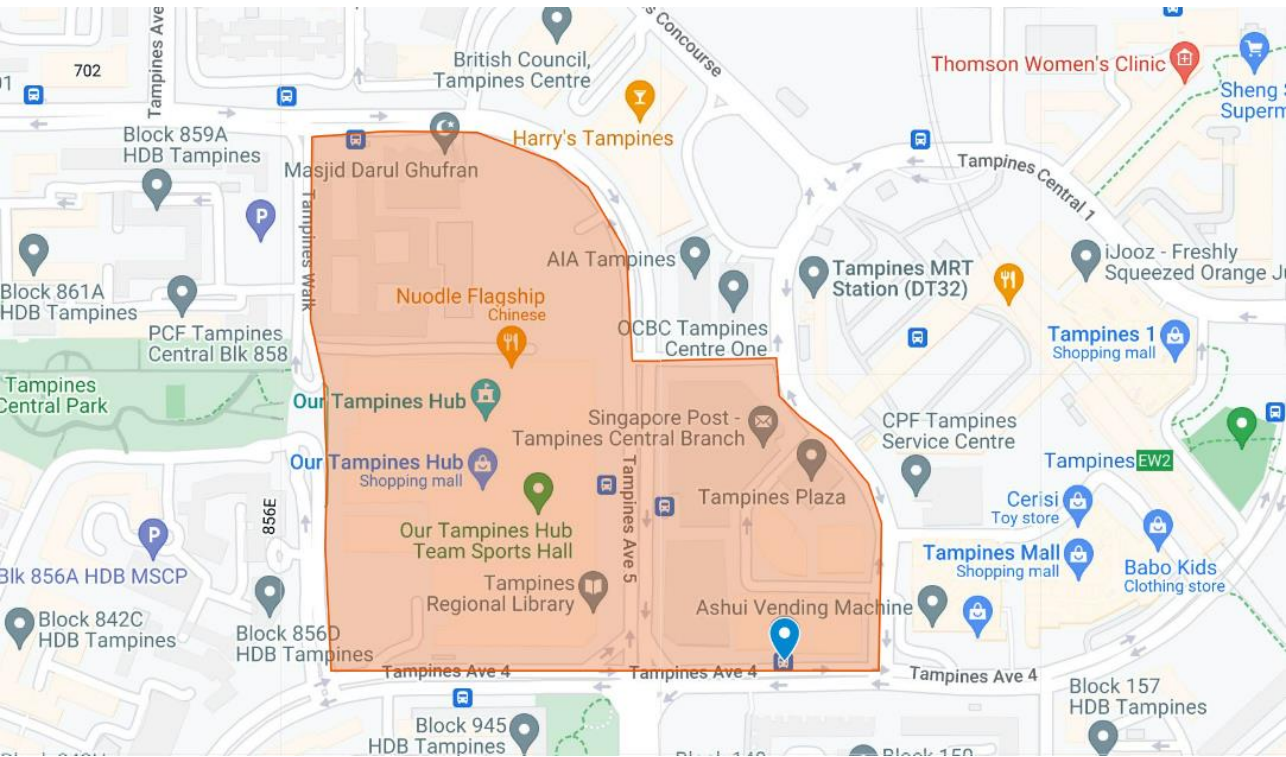 Tampines Ave
s Concourse
702
01
British Council,
Tampines Centre
Thomson Women's Clinic
Sheng
Superm
Block 859A
HDB Tampines
Harry's Tampines
Masjid Darul Ghufran
Tampines Central 1
P
Tampines Walk
AIA Tampines
Tampines MRT
Station (DT32)
iJooz - Freshly
Squeezed Orange Ju
Block 861A
HDB Tampines
Nuodle Flagship
Chinese
PCF Tampines
Central Blk 858
OCBC Tampines
Centre One
Tampines 1
Shopping mall
Tampines
Central Park
Our Tampines Hub
Singapore Post -
Tampines Central Branch
CPF Tampines
Service Centre
Our Tampines Hub
Shopping mall
Tampines Ave 5
Tampines EW2
Tampines Plaza
856E
Cerisi
Toy store
Our Tampines Hub
Team Sports Hall
P
Tampines Mall
Shopping mall
Babo Kids
Clothing store
Blk 856A HDB MSCP
Tampines
Regional Library
Ashui Vending Machine
Block 842C
HDB Tampines
Block 856D
HDB Tampines
Tampines Ave 4
Tampines Ave 4
Tampines Ave 4
Block 157
HDB Tampines
Block 945
HDB Tampines
Block 150